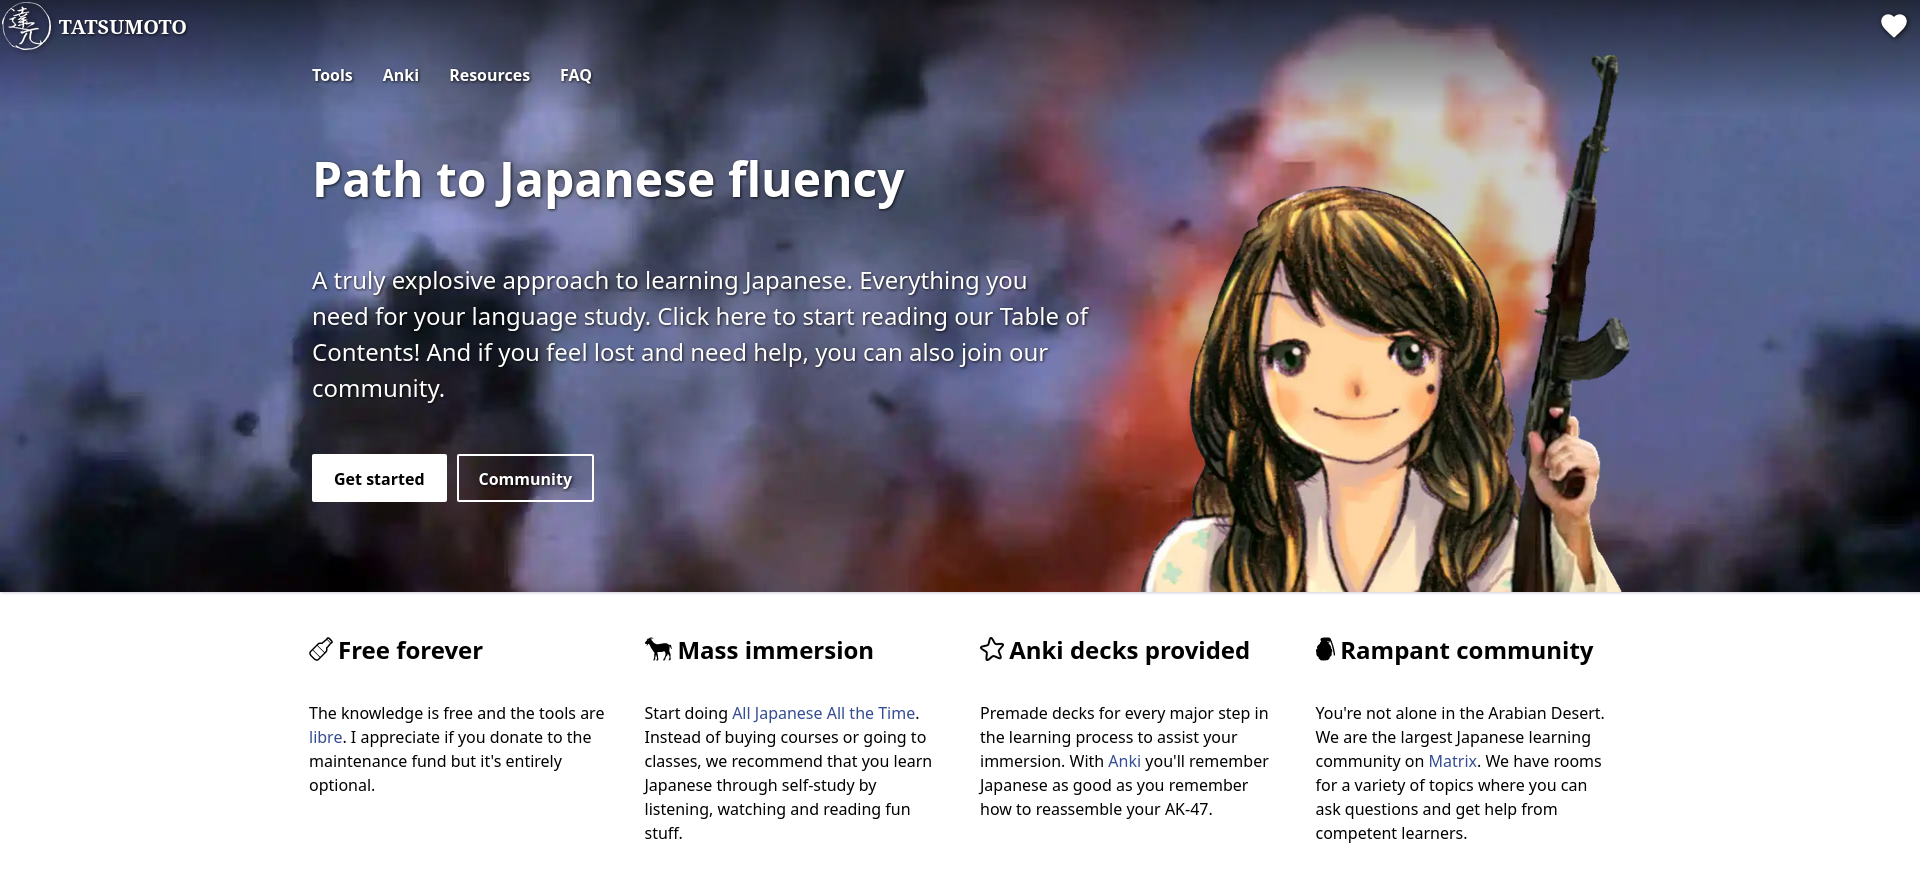 達元 TATSUMOTO
Tools Anki Resources FAQ
Path to Japanese fluency
A truly explosive approach to learning Japanese. Everything you
need for your language study. Click here to start reading our Table of
Contents! And if you feel lost and need help, you can also join our
community.
Get started Community
Free forever
The knowledge is free and the tools are
libre. I appreciate if you donate to the
maintenance fund but it's entirely
optional.
Mass immersion
Start doing All Japanese All the Time.
Instead of buying courses or going to
classes, we recommend that you learn
Japanese through self-study by
listening, watching and reading fun
stuff.
Anki decks provided
Premade decks for every major step in
the learning process to assist your
immersion. With Anki you'll remember
Japanese as good as you remember
how to reassemble your AK-47.
Rampant community
You're not alone in the Arabian Desert.
We are the largest Japanese learning
community on Matrix. We have rooms
for a variety of topics where you can
ask questions and get help from
competent learners.